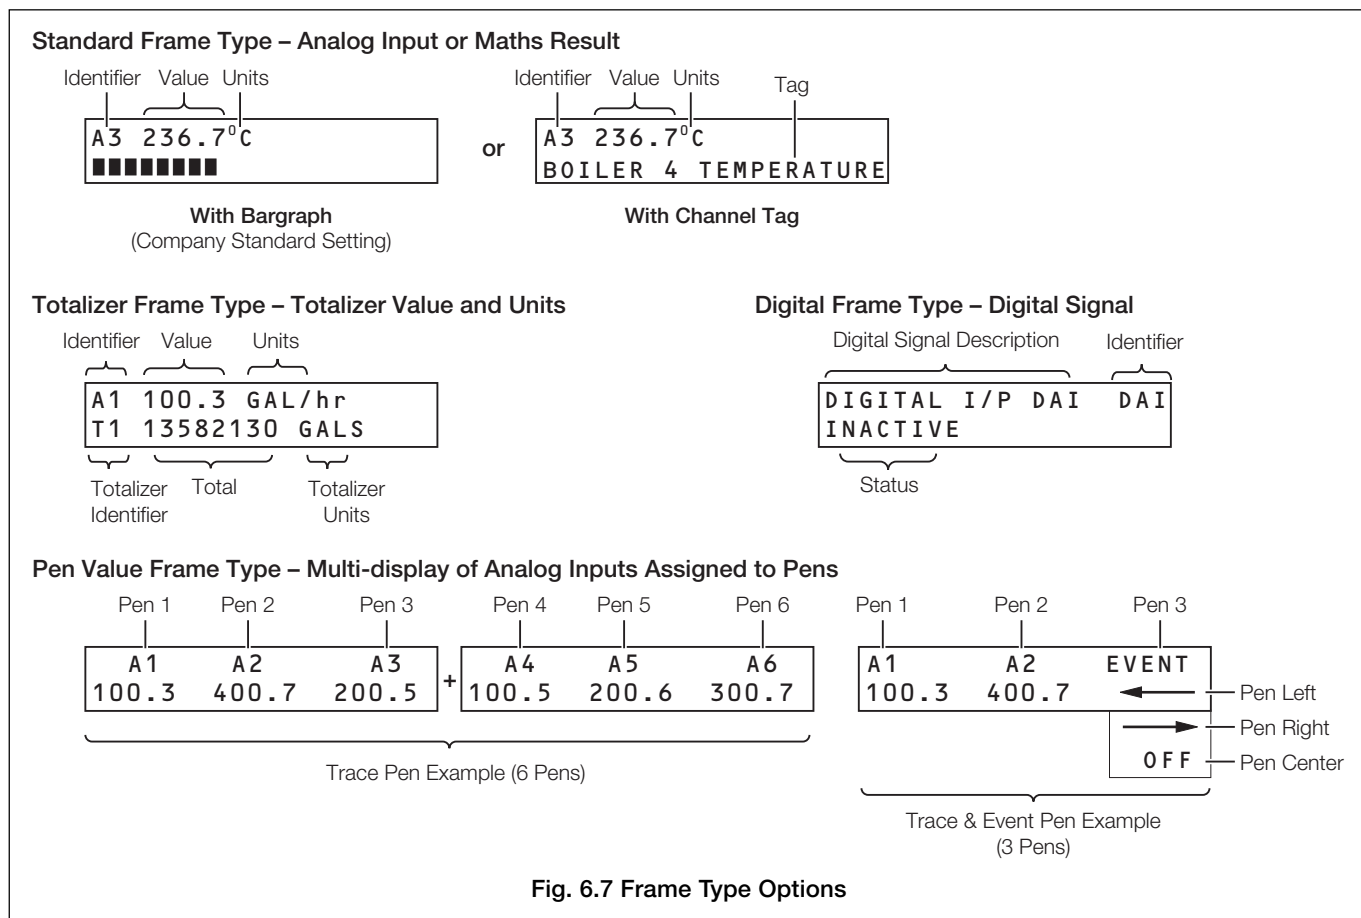 Standard Frame Type – Analog Input or Maths Result
Identifier Value Units
A3 236.7⁰C
With Bargraph
(Company Standard Setting)
or
Identifier Value Units Tag
A3 236.7⁰C
BOILER 4 TEMPERATURE
With Channel Tag
Totalizer Frame Type – Totalizer Value and Units
Identifier Value Units
A1 100.3 GAL/hr
T1 13582130 GALS
Totalizer Identifier
Total
Totalizer Units
Digital Frame Type – Digital Signal
Digital Signal Description Identifier
DIGITAL I/P DAI DAI
INACTIVE
Status
Pen Value Frame Type – Multi-display of Analog Inputs Assigned to Pens
Pen 1 Pen 2 Pen 3 Pen 4 Pen 5 Pen 6
A1 A2 A3 + A4 A5 A6
100.3 400.7 200.5 100.5 200.6 300.7
Trace Pen Example (6 Pens)
Pen 1 Pen 2 Pen 3
A1 A2 EVENT
100.3 400.7 Pen Left
Pen Right
OFF Pen Center
Trace & Event Pen Example
(3 Pens)
Fig. 6.7 Frame Type Options